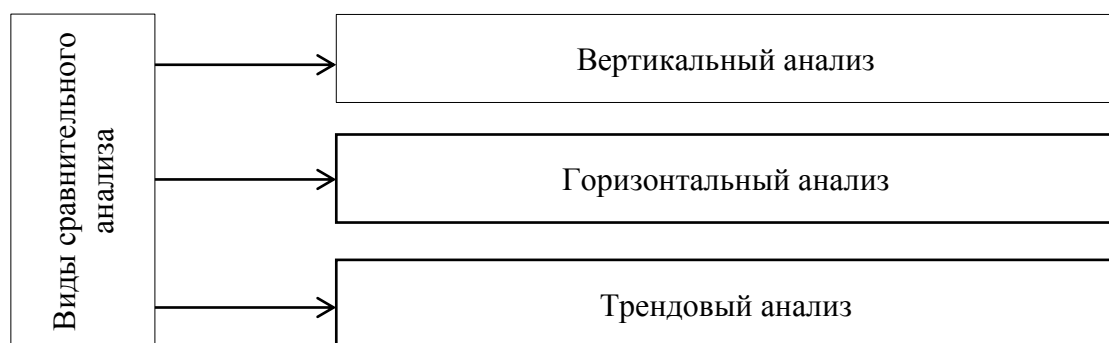 Виды сравнительного
анализа
Вертикальный анализ
Горизонтальный анализ
Трендовый анализ